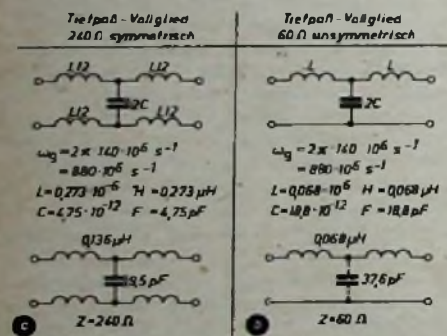 Tiefpaß-Vollglied
240 Ω symmetrisch
L/2 L/2
2C
L/2 L/2
ωg = 2π·140·10⁶ s⁻¹
= 880·10⁶ s⁻¹
L=0,273·10⁻⁶ H = 0,273 µH
C=4,75·10⁻¹² F = 4,75 pF
0,136 µH
9,5 pF
Z=240 Ω
Tiefpaß-Vollglied
60 Ω unsymmetrisch
L L
2C
ωg = 2π·140·10⁶ s⁻¹
= 880·10⁶ s⁻¹
L=0,068·10⁶ H = 0,068 µH
C=18,8·10⁻¹² F = 18,8 pF
0,068 µH
37,6 pF
b Z=60 Ω